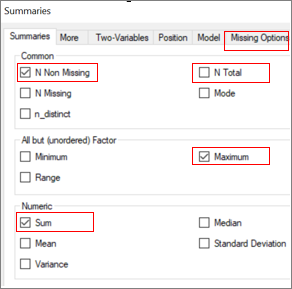 Summaries
Summaries More Two-Variables Position Model Missing Options
Common
N Non Missing N Total
N Missing Mode
n_distinct
All but (unordered) Factor
Minimum Maximum
Range
Numeric
Sum Median
Mean Standard Deviation
Variance